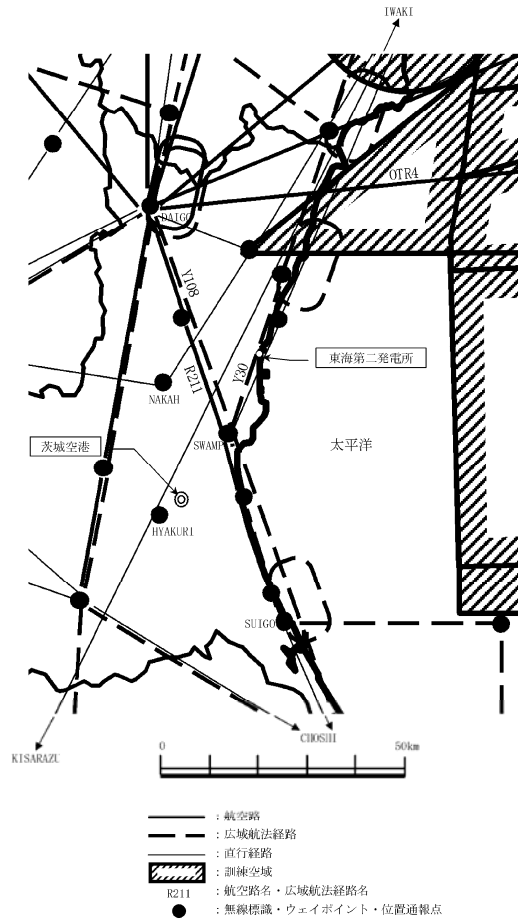 IWAKI
OTR4
DAIGO
Y108
東海第二発電所
R211
Y30
NAKAH
SWAMP
茨城空港
太平洋
HYAKURI
SUIGO
CHOSHI
KISARAZU
0 50km
：航空路
：広域航法経路
：直行経路
：訓練空域
R211 ：航空路名・広域航法経路名
：無線標識・ウェイポイント・位置通報点